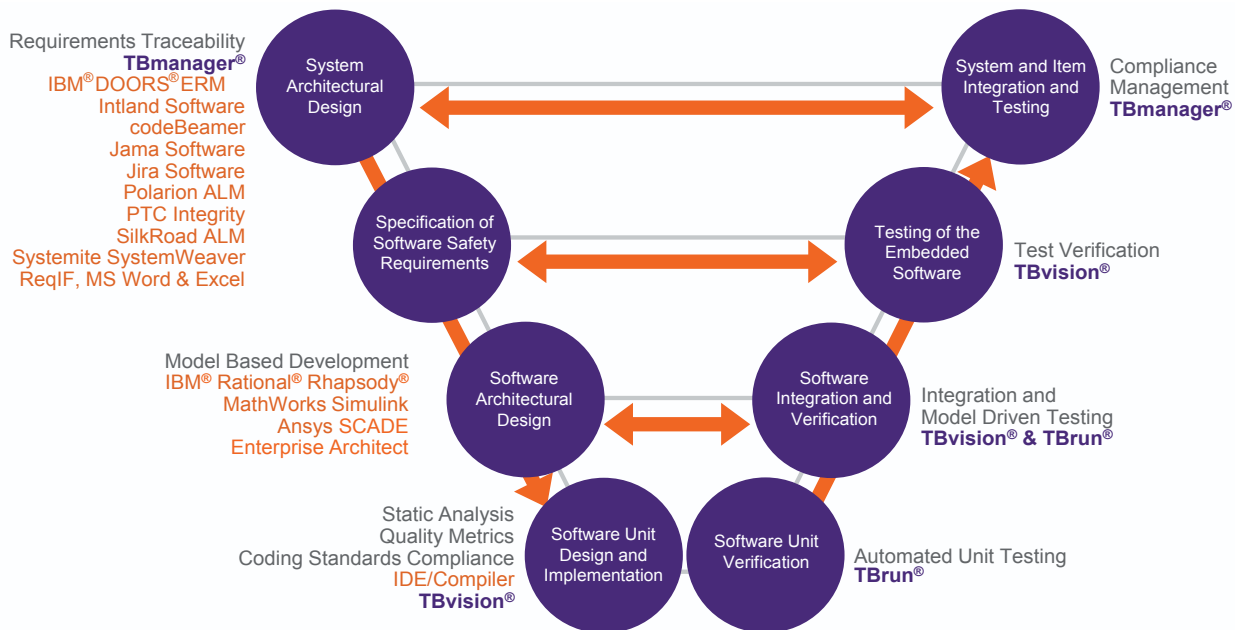 Requirements Traceability
TBmanager®
IBM®DOORS®ERM
Intland Software
codeBeamer
Jama Software
Jira Software
Polarion ALM
PTC Integrity
SilkRoad ALM
Systemite SystemWeaver
ReqIF, MS Word & Excel
System
Architectural
Design
System and Item
Integration and
Testing
Compliance
Management
TBmanager®
Specification of
Software Safety
Requirements
Testing of the
Embedded
Software
Test Verification
TBvision®
Model Based Development
IBM® Rational® Rhapsody®
MathWorks Simulink
Ansys SCADE
Enterprise Architect
Software
Architectural
Design
Software
Integration and
Verification
Integration and
Model Driven Testing
TBvision® & TBrun®
Static Analysis
Quality Metrics
Coding Standards Compliance
IDE/Compiler
TBvision®
Software Unit
Design and
Implementation
Software Unit
Verification
Automated Unit Testing
TBrun®